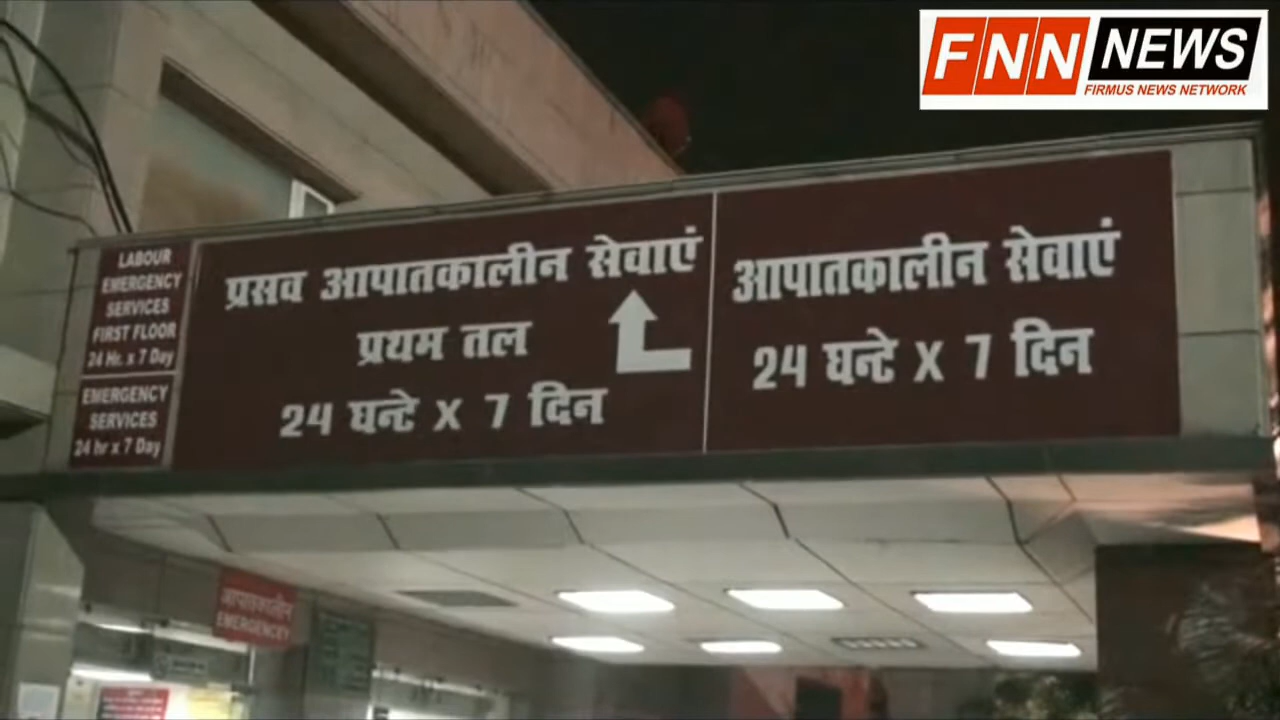 FNN NEWS
FIRMUS NEWS NETWORK
LABOUR
EMERGENCY
SERVICES
FIRST FLOOR
24 Hr. x 7 Day
EMERGENCY
SERVICES
24 hr x 7 Day
प्रसव आपातकालीन सेवाएं
प्रथम तल
24 घन्टे X 7 दिन
आपातकालीन सेवाएं
24 घन्टे X 7 दिन
आपातकालीन
EMERGENCY